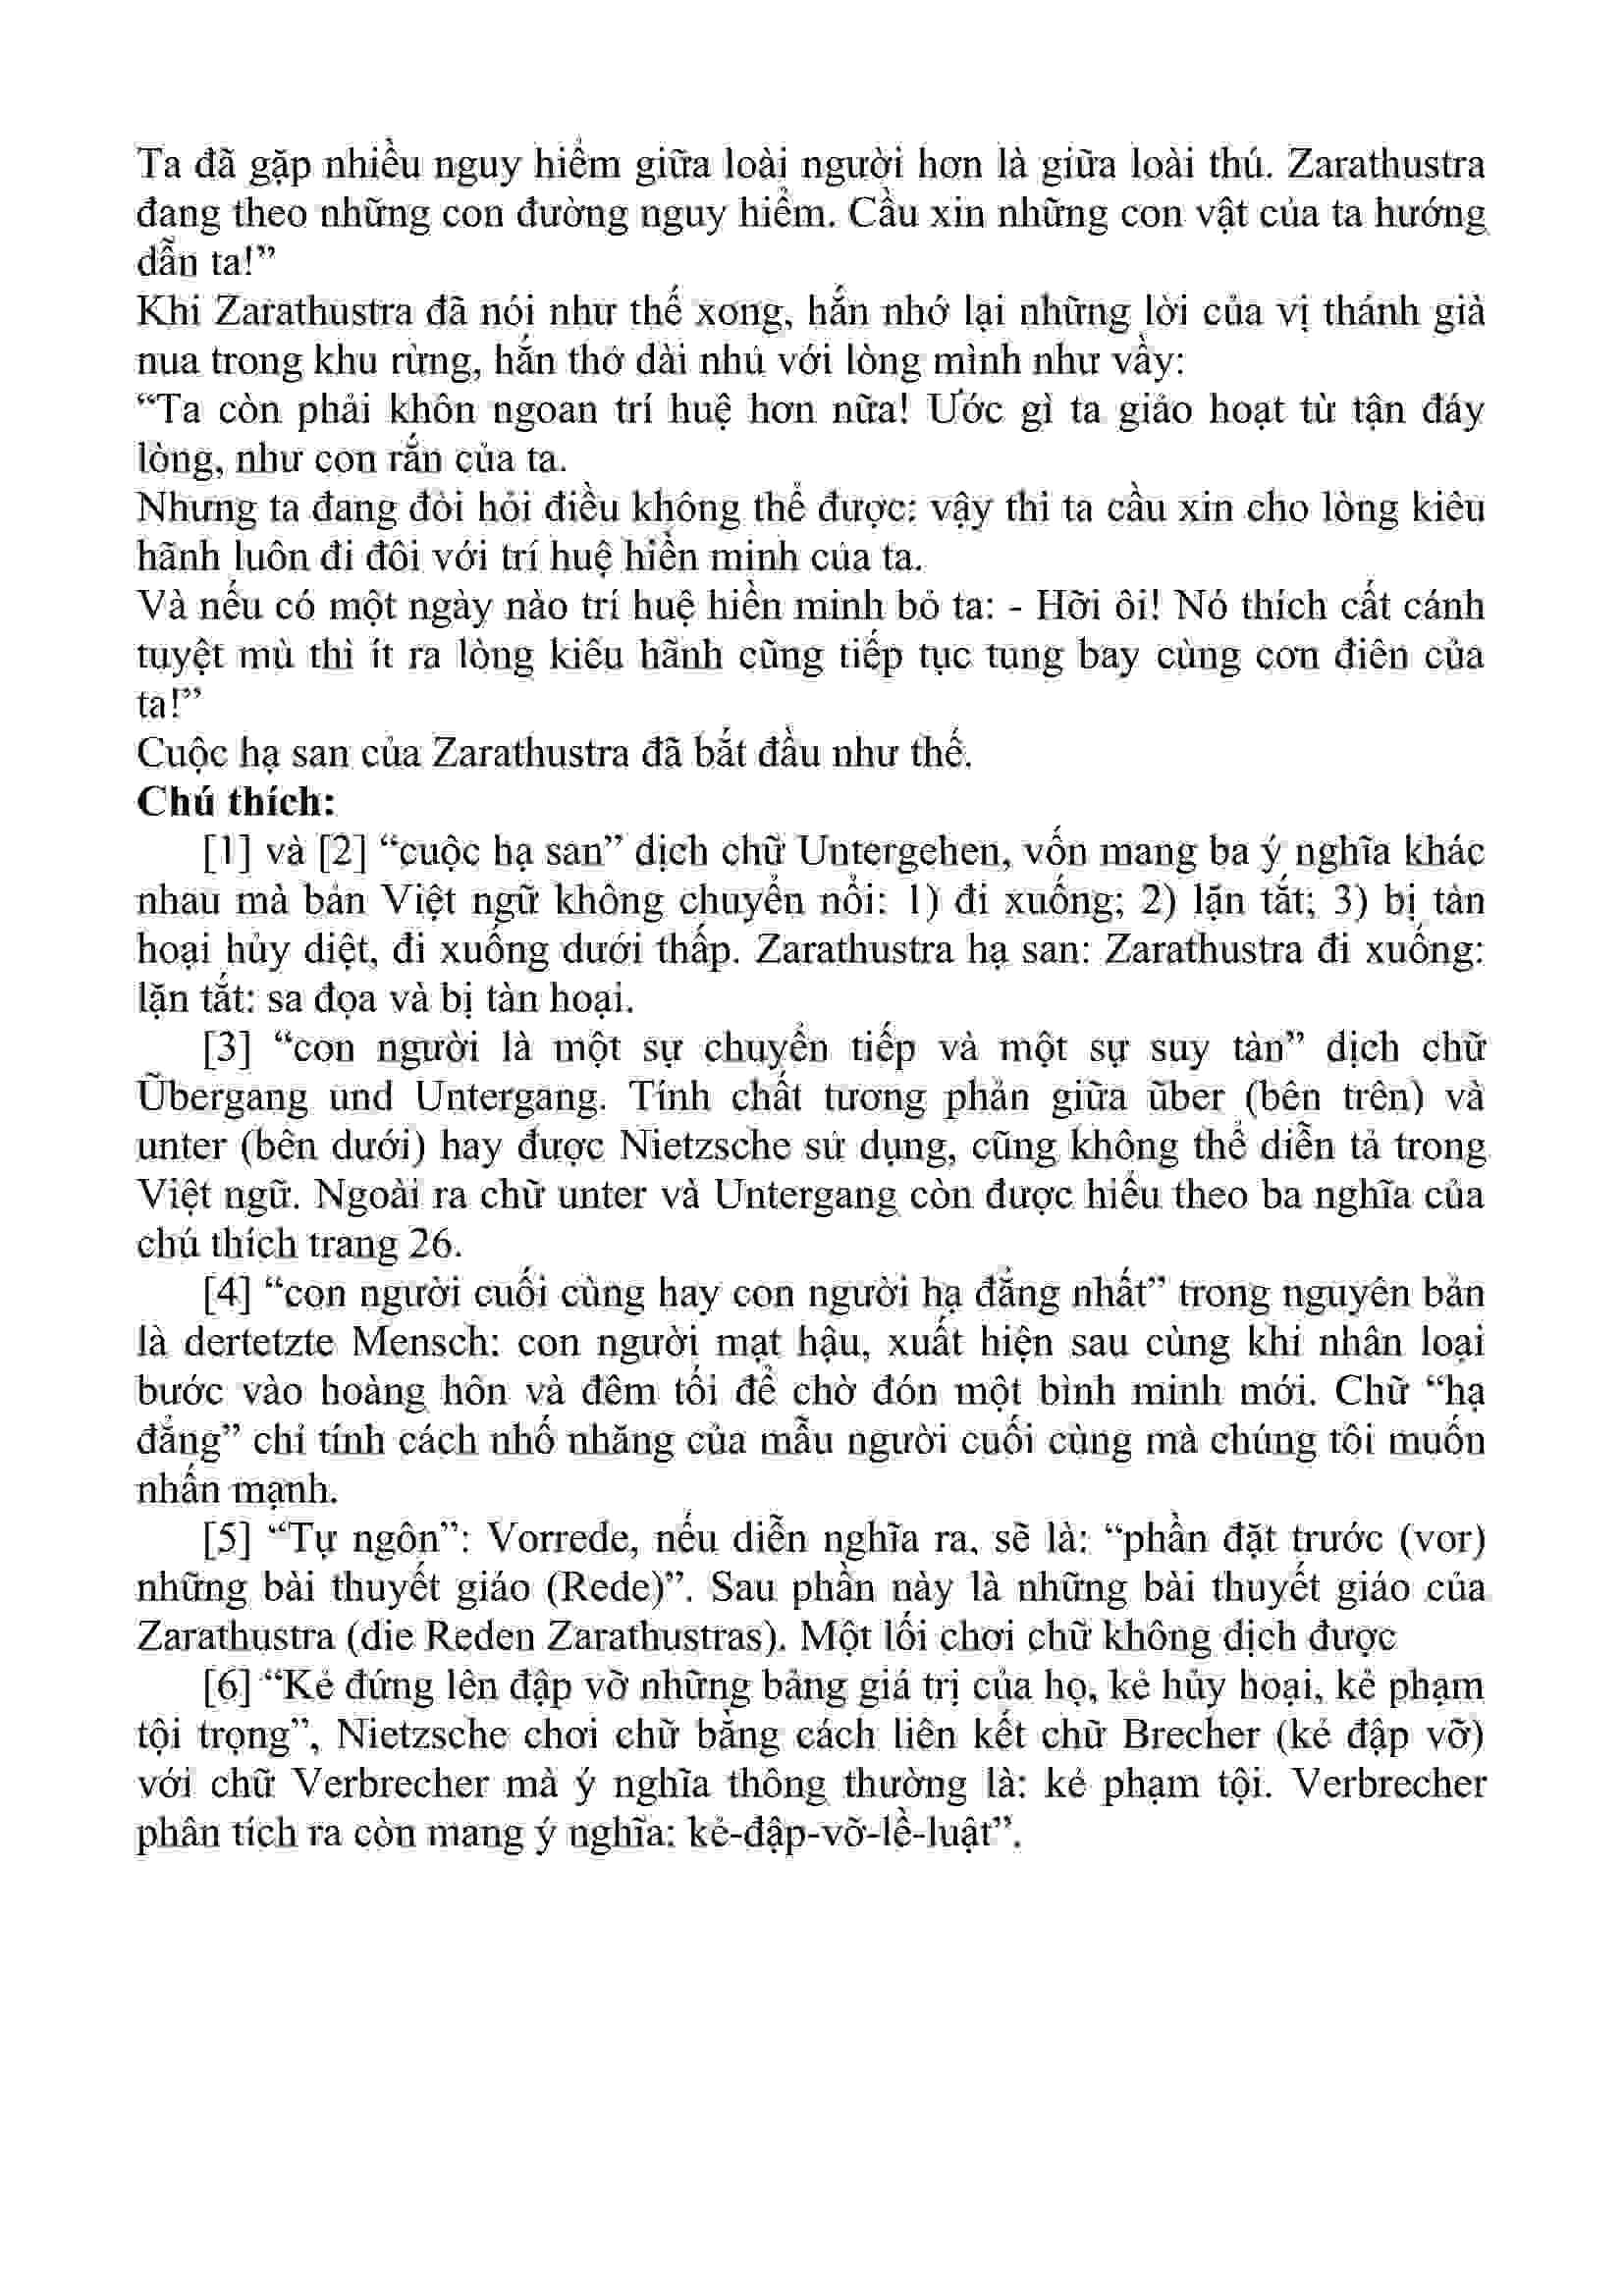 Ta đã gặp nhiều nguy hiểm giữa loài người hơn là giữa loài thú. Zarathustra
đang theo những con đường nguy hiểm. Cầu xin những con vật của ta hướng
dẫn ta!”
Khi Zarathustra đã nói như thế xong, hắn nhớ lại những lời của vị thánh già
nua trong khu rừng, hắn thở dài nhủ với lòng mình như vầy:
“Ta còn phải khôn ngoan trí huệ hơn nữa! Ước gì ta giảo hoạt từ tận đáy
lòng, như con rắn của ta.
Nhưng ta đang đòi hỏi điều không thể được: vậy thì ta cầu xin cho lòng kiêu
hãnh luôn đi đôi với trí huệ hiền minh của ta.
Và nếu có một ngày nào trí huệ hiền minh bỏ ta: - Hỡi ôi! Nó thích cất cánh
tuyệt mù thì ít ra lòng kiêu hãnh cũng tiếp tục tung bay cùng cơn điên của
ta!”
Cuộc hạ san của Zarathustra đã bắt đầu như thế.
Chú thích:
[1] và [2] “cuộc hạ san” dịch chữ Untergehen, vốn mang ba ý nghĩa khác
nhau mà bản Việt ngữ không chuyển nổi: 1) đi xuống; 2) lặn tắt; 3) bị tàn
hoại hủy diệt, đi xuống dưới thấp. Zarathustra hạ san: Zarathustra đi xuống:
lặn tắt: sa đọa và bị tàn hoại.
[3] “con người là một sự chuyển tiếp và một sự suy tàn” dịch chữ
Übergang und Untergang. Tính chất tương phản giữa über (bên trên) và
unter (bên dưới) hay được Nietzsche sử dụng, cũng không thể diễn tả trong
Việt ngữ. Ngoài ra chữ unter và Untergang còn được hiểu theo ba nghĩa của
chú thích trang 26.
[4] “con người cuối cùng hay con người hạ đẳng nhất” trong nguyên bản
là dertetzte Mensch: con người mạt hậu, xuất hiện sau cùng khi nhân loại
bước vào hoàng hôn và đêm tối để chờ đón một bình minh mới. Chữ “hạ
đẳng” chỉ tính cách nhố nhăng của mẫu người cuối cùng mà chúng tôi muốn
nhấn mạnh.
[5] “Tự ngôn”: Vorrede, nếu diễn nghĩa ra, sẽ là: “phần đặt trước (vor)
những bài thuyết giáo (Rede)”. Sau phần này là những bài thuyết giáo của
Zarathustra (die Reden Zarathustras). Một lối chơi chữ không dịch được
[6] “Kẻ đứng lên đập vỡ những bảng giá trị của họ, kẻ hủy hoại, kẻ phạm
tội trọng”, Nietzsche chơi chữ bằng cách liên kết chữ Brecher (kẻ đập vỡ)
với chữ Verbrecher mà ý nghĩa thông thường là: kẻ phạm tội. Verbrecher
phân tích ra còn mang ý nghĩa: kẻ-đập-vỡ-lề-luật”.